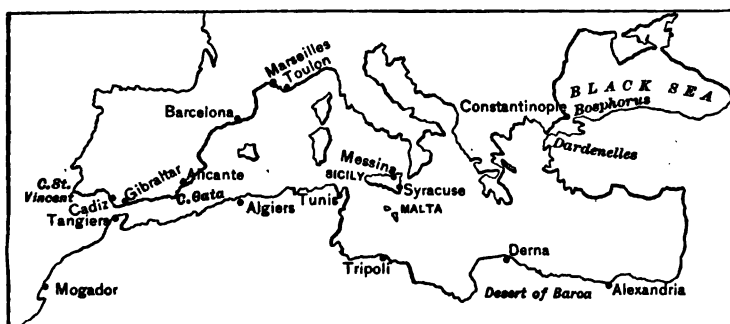 Marseilles
Toulon
BLACK SEA
Constantinople
Bosphorus
Barcelona
Dardenelles
Messina
SICILY
C. St.
Vincent
Gibraltar
Alicante
Syracuse
Cadiz
C. Gata
Tunis
Tangiers
Algiers
MALTA
Derna
Tripoli
Mogador
Desert of Baroa
Alexandria